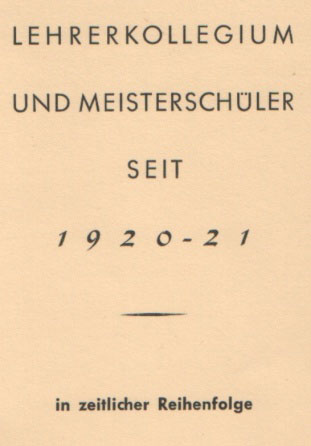 LEHRERKOLLEGIUM
UND MEISTERSCHÜLER
SEIT
1920-21
in zeitlicher Reihenfolge